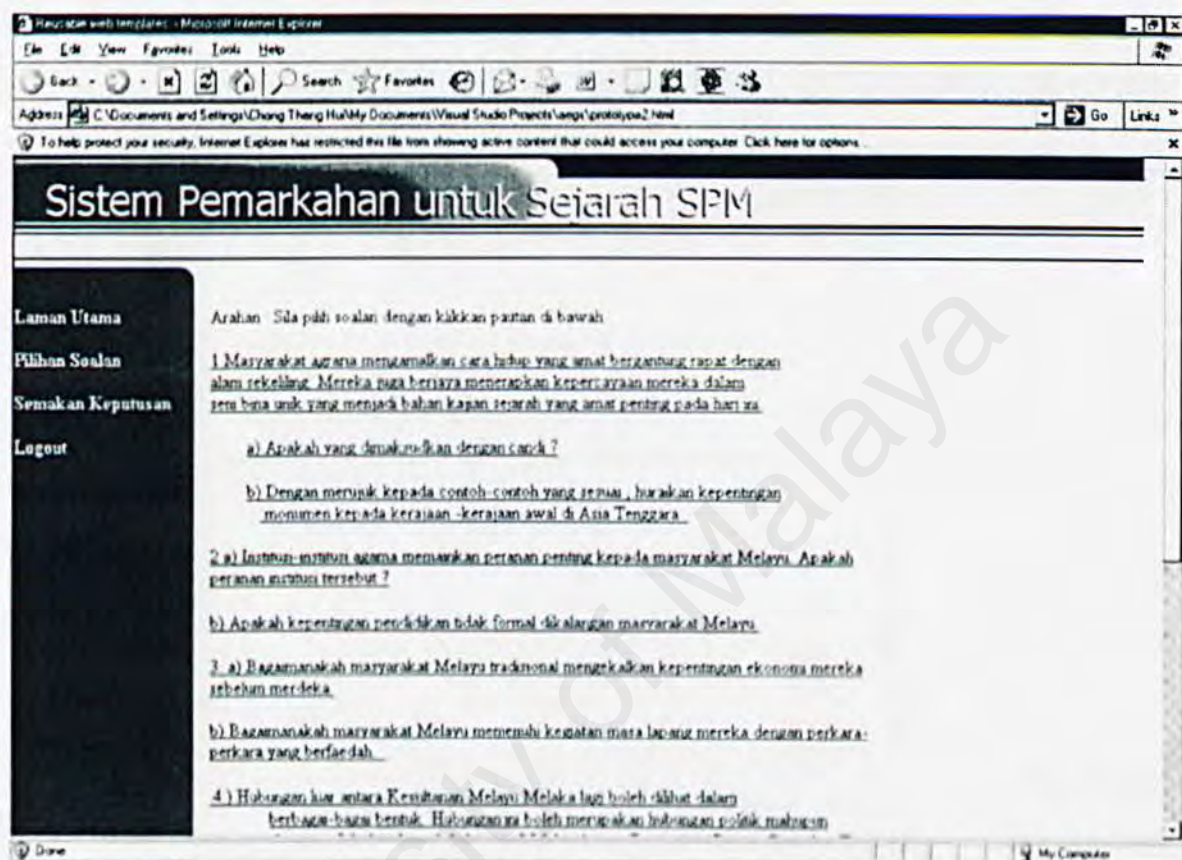 Reusable web templates - Microsoft Internet Explorer
File Edit View Favorites Tools Help
Back Search Favorites
Address C:\Documents and Settings\Chong Therig Hui\My Documents\Visual Studio Projects\aegs\prototype2.html Go Links »
To help protect your security, Internet Explorer has restricted this file from showing active content that could access your computer. Click here for options...
Sistem Pemarkahan untuk Sejarah SPM
Laman Utama
Pilihan Soalan
Semakan Keputusan
Logout
Arahan : Sila pilih soalan dengan klikkan pautan di bawah
1.Masyarakat agraria mengamalkan cara hidup yang amat bergantung rapat dengan
alam sekeliling. Mereka juga berjaya menerapkan kepercayaan mereka dalam
seni bina unik yang menjadi bahan kajian sejarah yang amat penting pada hari ini.
a) Apakah yang dimaksudkan dengan candi ?
b) Dengan merujuk kepada contoh-contoh yang sesuai , huraikan kepentingan
monumen kepada kerajaan -kerajaan awal di Asia Tenggara.
2 a) Institusi-institusi agama memainkan peranan penting kepada masyarakat Melayu. Apakah
peranan institusi tersebut ?
b) Apakah kepentingan pendidikan tidak formal dikalangan masyarakat Melayu.
3. a) Bagaimanakah masyarakat Melayu tradisional mengekalkan kepentingan ekonomi mereka
sebelum merdeka.
b) Bagaimanakah masyarakat Melayu memenuhi kegiatan masa lapang mereka dengan perkara-
perkara yang berfaedah.
4.) Hubungan luar antara Kesultanan Melayu Melaka lagi boleh dilihat dalam
berbagai-bagai bentuk. Hubungan ini boleh merupakan hubungan politik mahupun
Done My Computer
University of Malaya